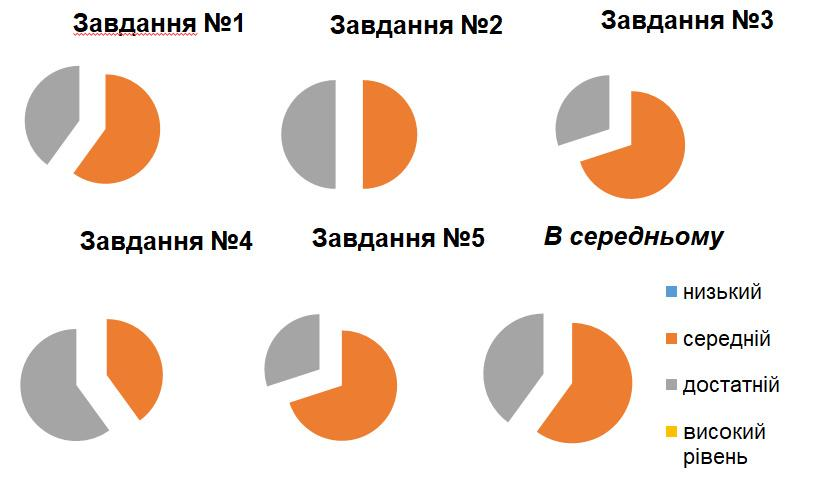 Завдання №1
Завдання №2
Завдання №3
Завдання №4
Завдання №5
В середньому
низький
середній
достатній
високий
рівень